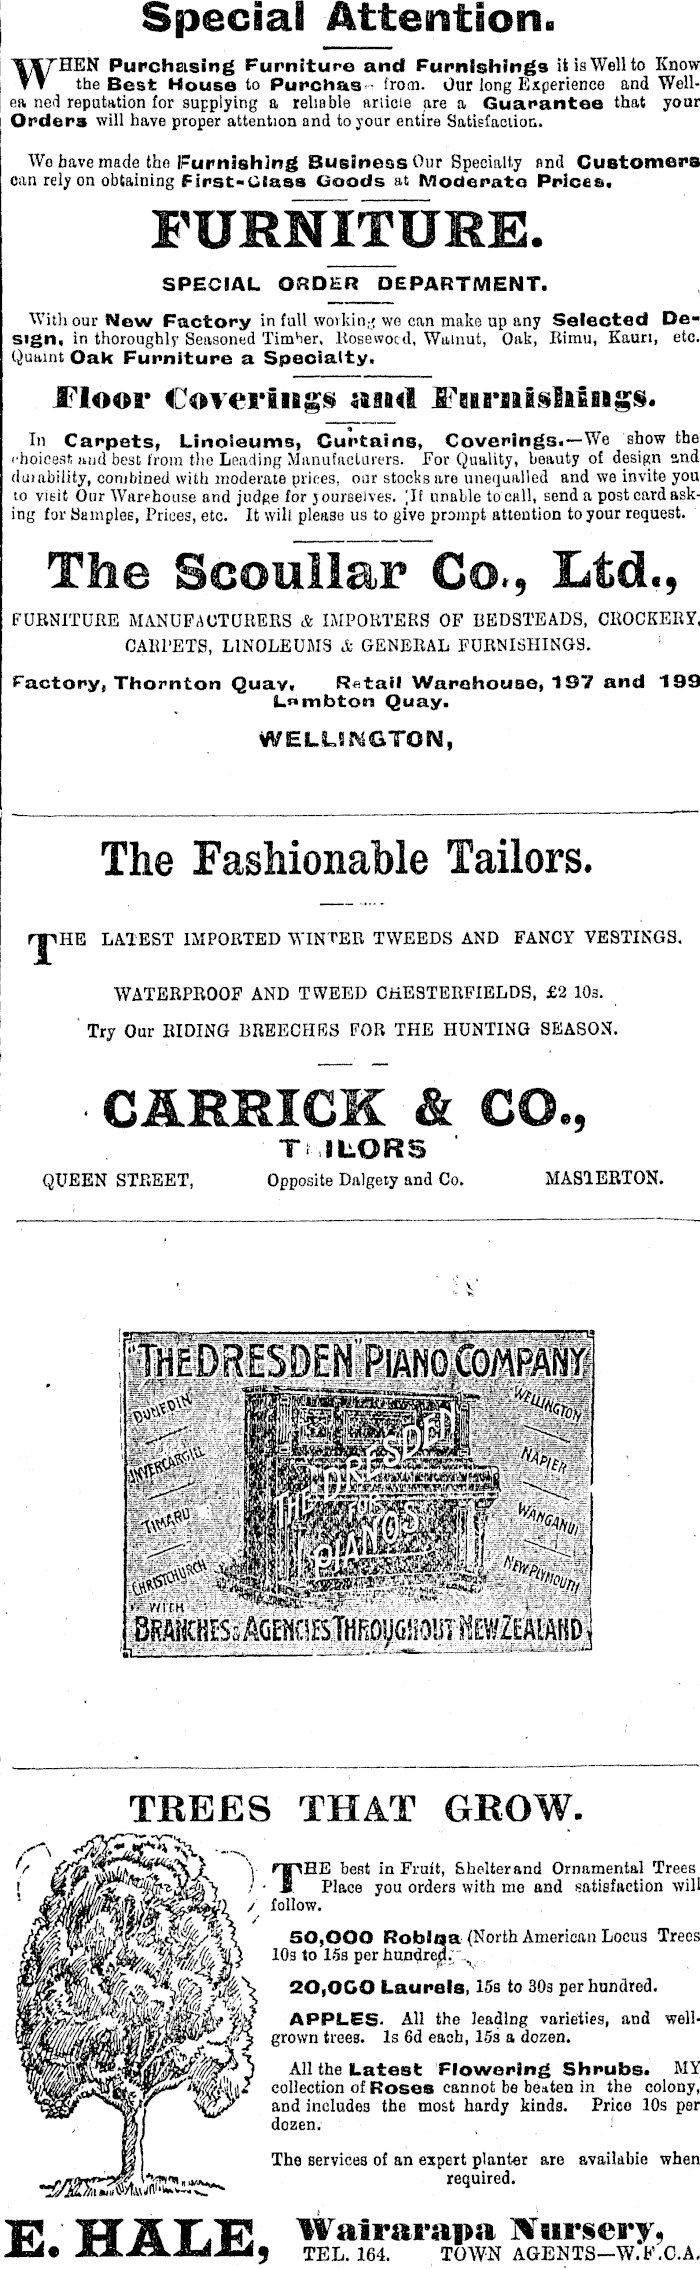 Special Attention.
WHEN Purchasing Furniture and Furnishings it is Well to Know
the Best House to Purchas from. Our long Experience and Well-
ea ned reputation for supplying a reliable article are a Guarantee that your
Orders will have proper attention and to your entire Satisfaction.
We have made the Furnishing Business Our Specialty and Customers
can rely on obtaining First-Class Goods at Moderate Prices.
FURNITURE.
SPECIAL ORDER DEPARTMENT.
With our New Factory in full working we can make up any Selected De-
sign, in thoroughly Seasoned Timber, Rosewood, Walnut, Oak, Rimu, Kauri, etc.
Quaint Oak Furniture a Specialty.
Floor Coverings and Furnishings.
In Carpets, Linoleums, Curtains, Coverings.—We show the
choicest and best from the Leading Manufacturers. For Quality, beauty of design and
durability, combined with moderate prices, our stocks are unequalled and we invite you
to visit Our Warehouse and judge for yourselves. If unable to call, send a post card ask-
ing for Samples, Prices, etc. It will please us to give prompt attention to your request.
The Scoullar Co., Ltd.,
FURNITURE MANUFACTURERS & IMPORTERS OF BEDSTEADS, CROCKERY,
CARPETS, LINOLEUMS & GENERAL FURNISHINGS.
Factory, Thornton Quay. Retail Warehouse, 197 and 199
Lambton Quay.
WELLINGTON,
The Fashionable Tailors.
THE LATEST IMPORTED WINTER TWEEDS AND FANCY VESTINGS.
WATERPROOF AND TWEED CHESTERFIELDS, £2 10s.
Try Our RIDING BREECHES FOR THE HUNTING SEASON.
CARRICK & CO.,
TAILORS
QUEEN STREET, Opposite Dalgety and Co. MASTERTON.
"THE DRESDEN" PIANO COMPANY
DUNEDIN
INVERCARGILL
TIMARU
CHRISTCHURCH
THE DRESDEN
FOR
PIANOS
WELLINGTON
NAPIER
WANGANUI
NEW PLYMOUTH
WITH
BRANCHES & AGENCIES THROUGHOUT NEW ZEALAND,
TREES THAT GROW.
THE best in Fruit, Shelter and Ornamental Trees
Place you orders with me and satisfaction will
follow.
50,000 Robina (North American Locus Trees
10s to 15s per hundred.
20,000 Laurels, 15s to 30s per hundred.
APPLES. All the leading varieties, and well-
grown trees. 1s 6d each, 15s a dozen.
All the Latest Flowering Shrubs. MY
collection of Roses cannot be beaten in the colony,
and includes the most hardy kinds. Price 10s per
dozen.
The services of an expert planter are available when
required.
E. HALE, Wairarapa Nursery,
TEL. 164. TOWN AGENTS—W.F.C.A.